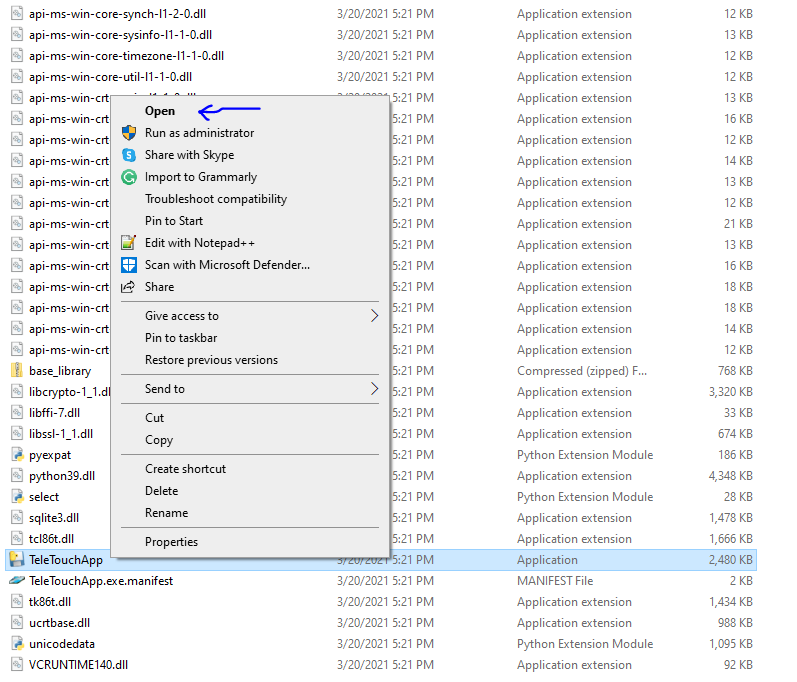 api-ms-win-core-synch-l1-2-0.dll 3/20/2021 5:21 PM Application extension 12 KB
api-ms-win-core-sysinfo-l1-1-0.dll 3/20/2021 5:21 PM Application extension 13 KB
api-ms-win-core-timezone-l1-1-0.dll 3/20/2021 5:21 PM Application extension 12 KB
api-ms-win-core-util-l1-1-0.dll 3/20/2021 5:21 PM Application extension 12 KB
api-ms-win-crt 5:21 PM Application extension 13 KB
api-ms-win-crt 5:21 PM Application extension 16 KB
api-ms-win-crt 5:21 PM Application extension 12 KB
api-ms-win-crt 5:21 PM Application extension 14 KB
api-ms-win-crt 5:21 PM Application extension 13 KB
api-ms-win-crt 5:21 PM Application extension 12 KB
api-ms-win-crt 5:21 PM Application extension 21 KB
api-ms-win-crt 5:21 PM Application extension 13 KB
api-ms-win-crt 5:21 PM Application extension 16 KB
api-ms-win-crt 5:21 PM Application extension 18 KB
api-ms-win-crt 5:21 PM Application extension 18 KB
api-ms-win-crt 5:21 PM Application extension 14 KB
api-ms-win-crt 5:21 PM Application extension 12 KB
base_library 5:21 PM Compressed (zipped) F... 768 KB
libcrypto-1_1.dl 5:21 PM Application extension 3,320 KB
libffi-7.dll 5:21 PM Application extension 33 KB
libssl-1_1.dll 5:21 PM Application extension 674 KB
pyexpat 5:21 PM Python Extension Module 186 KB
python39.dll 5:21 PM Application extension 4,348 KB
select 5:21 PM Python Extension Module 28 KB
sqlite3.dll 5:21 PM Application extension 1,478 KB
tcl86t.dll 5:21 PM Application extension 1,666 KB
TeleTouchApp 3/20/2021 5:21 PM Application 2,480 KB
TeleTouchApp.exe.manifest 3/20/2021 5:21 PM MANIFEST File 2 KB
tk86t.dll 3/20/2021 5:21 PM Application extension 1,434 KB
ucrtbase.dll 3/20/2021 5:21 PM Application extension 988 KB
unicodedata 3/20/2021 5:21 PM Python Extension Module 1,095 KB
VCRUNTIME140.dll 3/20/2021 5:21 PM Application extension 92 KB
Open
Run as administrator
Share with Skype
Import to Grammarly
Troubleshoot compatibility
Pin to Start
Edit with Notepad++
Scan with Microsoft Defender...
Share
Give access to
Pin to taskbar
Restore previous versions
Send to
Cut
Copy
Create shortcut
Delete
Rename
Properties